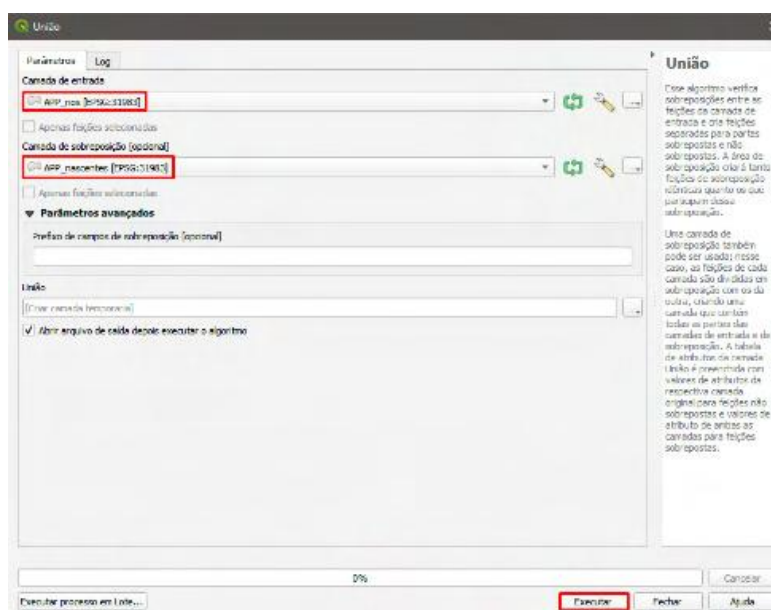 União
Parâmetros Log
Camada de entrada
APP_rios [EPSG:31983]
Apenas feições selecionadas
Camada de sobreposição [opcional]
APP_nascentes [EPSG:31983]
Apenas feições selecionadas
Parâmetros avançados
Prefixo de campos de sobreposição [opcional]
União
[Criar camada temporária]
Abrir arquivo de saída depois executar o algoritmo
0%
Cancelar
Executar processo em Lote...
Executar
Fechar
Ajuda
União
Esse algoritmo verifica
sobreposições entre as
feições da camada de
entrada e cria feições
separadas para partes
sobrepostas e não
sobrepostas. A área de
sobreposição criará tanto
feições de sobreposição
idênticas quanto os que
participam dessa
sobreposição.
Uma camada de
sobreposição também
pode ser usada; nesse
caso, as feições de cada
camada são divididas em
sobreposição com os da
outra, criando uma
camada que contém
todas as partes das
camadas de entrada e de
sobreposição. A tabela
de atributos da camada
União é preenchida com
valores de atributos da
respectiva camada
original para feições não
sobrepostas e valores de
atributo de ambas as
camadas para feições
sobrepostas.